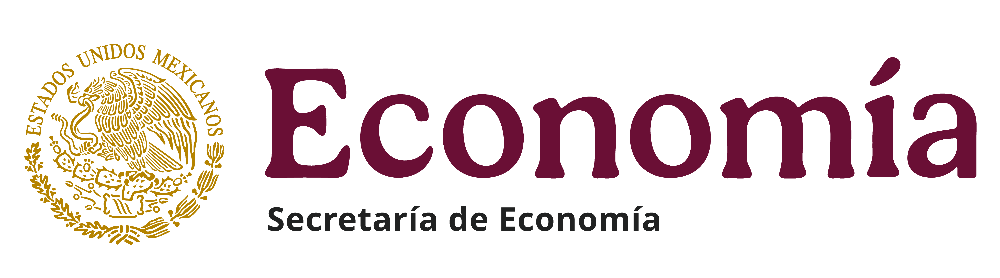 ESTADOS UNIDOS MEXICANOS
Economía
Secretaría de Economía